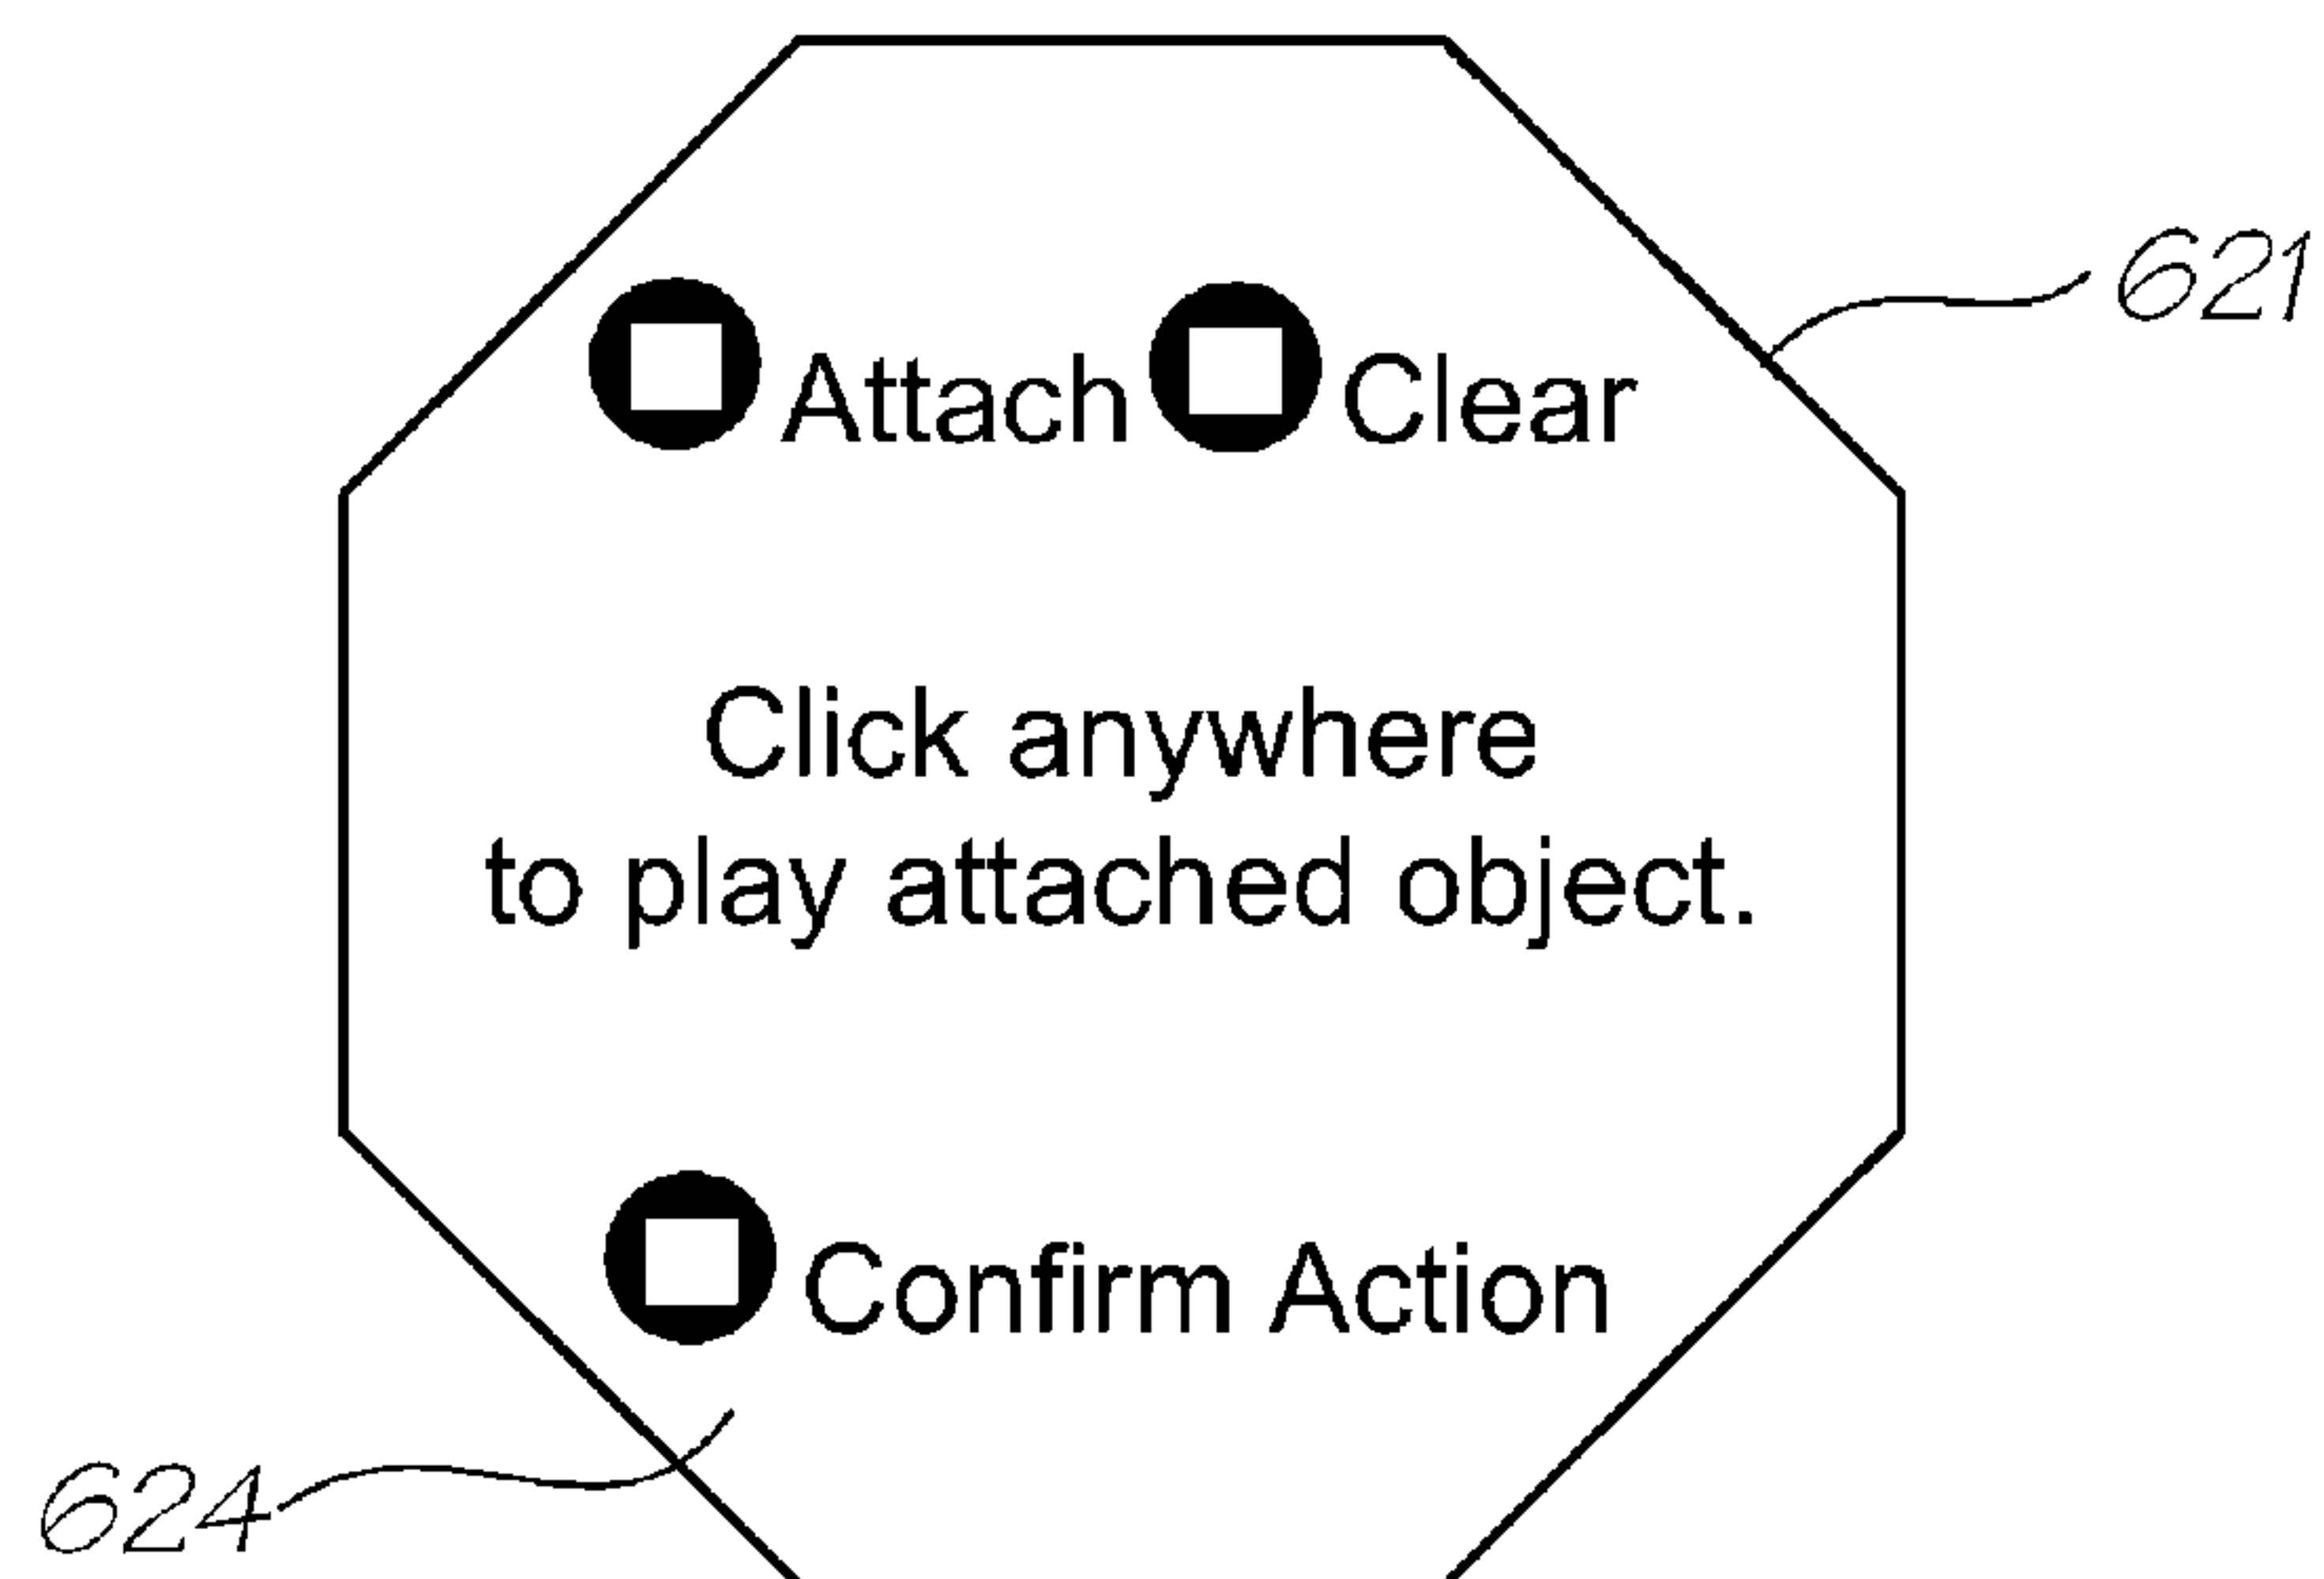 621
Attach Clear
Click anywhere
to play attached object.
Confirm Action
624